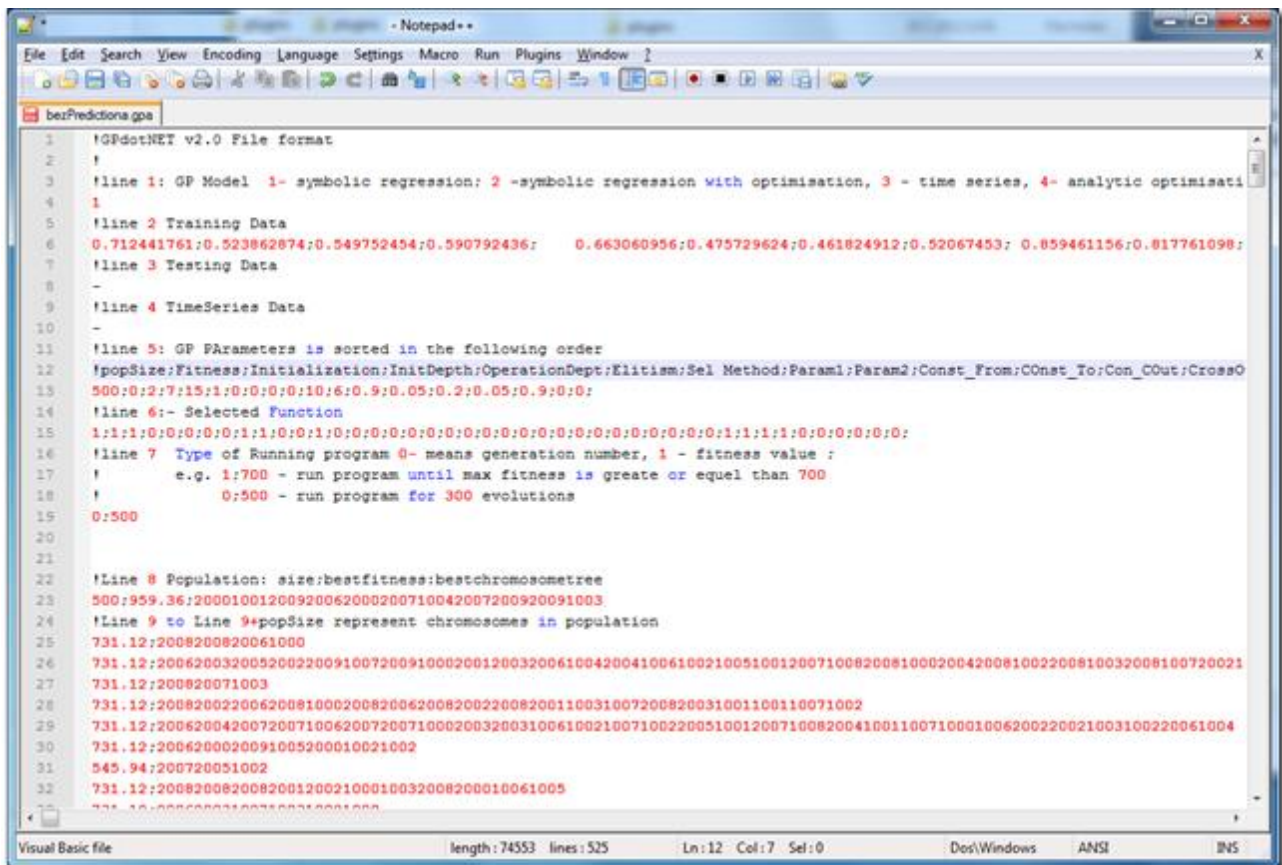 - Notepad++
File Edit Search View Encoding Language Settings Macro Run Plugins Window ? X
bezPredictiona.gpa
1 !GPdotNET v2.0 File format
2 !
3 !line 1: GP Model 1- symbolic regression; 2 -symbolic regression with optimisation, 3 - time series, 4- analytic optimisati
4 1
5 !line 2 Training Data
6 0.712441761;0.523862874;0.549752454;0.590792436; 0.663060956;0.475729624;0.461824912;0.52067453; 0.859461156;0.817761098;
7 !line 3 Testing Data
8 -
9 !line 4 TimeSeries Data
10 -
11 !line 5: GP PArameters is sorted in the following order
12 !popSize;Fitness;Initialization;InitDepth;OperationDept;Elitism;Sel Method;Param1;Param2;Const_From;COnst_To;Con_COut;CrossO
13 500;0;2;7;15;1;0;0;0;0;10;6;0.9;0.05;0.2;0.05;0.9;0;0;
14 !line 6:- Selected Function
15 1;1;1;0;0;0;0;0;1;1;0;0;1;0;0;0;0;0;0;0;0;0;0;0;0;0;0;0;0;0;0;0;1;1;1;1;0;0;0;0;0;0;
16 !line 7 Type of Running program 0- means generation number, 1 - fitness value ;
17 ! e.g. 1;700 - run program until max fitness is greate or equel than 700
18 ! 0;500 - run program for 300 evolutions
19 0;500
20
21
22 !Line 8 Population: size;bestfitness;bestchromosometree
23 500;959.36;20001001200920062000200710042007200920091003
24 !Line 9 to Line 9+popSize represent chromosomes in population
25 731.12;2008200820061000
26 731.12;
27 731.12;200820071003
28 731.12;
29 731.12;
30 731.12;2006200020091005200010021002
31 545.94;200720051002
32 731.12;20082008200820012002100010032008200010061005
Visual Basic file length : 74553 lines : 525 Ln : 12 Col : 7 Sel : 0 Dos\Windows ANSI INS